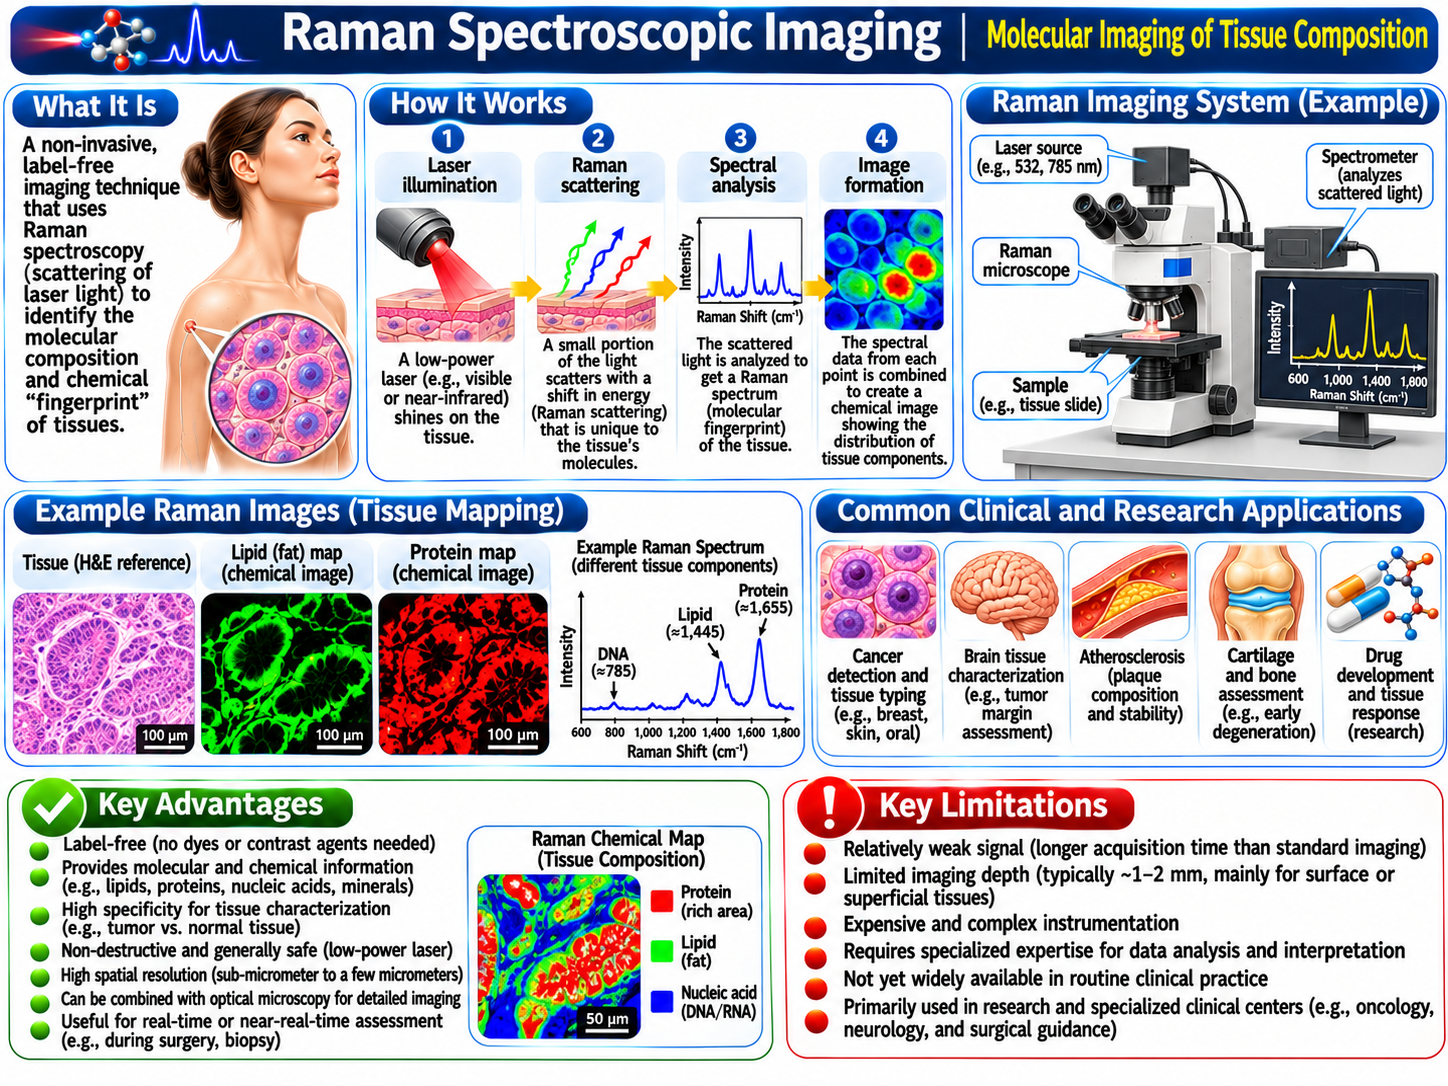 Raman Spectroscopic Imaging | Molecular Imaging of Tissue Composition
What It Is
A non-invasive,
label-free
imaging technique
that uses
Raman
spectroscopy
(scattering of
laser light) to
identify the
molecular
composition
and chemical
“fingerprint”
of tissues.
How It Works
1
Laser
illumination
A low-power
laser (e.g., visible
or near-infrared)
shines on the
tissue.
2
Raman
scattering
A small portion
of the light
scatters with a
shift in energy
(Raman scattering)
that is unique to
the tissue’s
molecules.
3
Spectral
analysis
Intensity
Raman Shift (cm⁻¹)
The scattered
light is analyzed to
get a Raman
spectrum
(molecular
fingerprint)
of the tissue.
4
Image
formation
The spectral
data from each
point is combined
to create a
chemical image
showing the
distribution of
tissue components.
Raman Imaging System (Example)
Laser source
(e.g., 532, 785 nm)
Spectrometer
(analyzes
scattered light)
Raman
microscope
Sample
(e.g., tissue slide)
Intensity
600 1,000 1,400 1,800
Raman Shift (cm⁻¹)
Example Raman Images (Tissue Mapping)
Tissue (H&E reference)
100 μm
Lipid (fat) map
(chemical image)
100 μm
Protein map
(chemical image)
100 μm
Example Raman Spectrum
(different tissue components)
Protein
(≈1,655)
Lipid
(≈1,445)
DNA
(≈785)
Intensity
600 800 1,000 1,200 1,400 1,600 1,800
Raman Shift (cm⁻¹)
Common Clinical and Research Applications
Cancer
detection and
tissue typing
(e.g., breast,
skin, oral)
Brain tissue
characterization
(e.g., tumor
margin
assessment)
Atherosclerosis
(plaque
composition
and stability)
Cartilage
and bone
assessment
(e.g., early
degeneration)
Drug
development
and tissue
response
(research)
Key Advantages
Label-free (no dyes or contrast agents needed)
Provides molecular and chemical information
(e.g., lipids, proteins, nucleic acids, minerals)
High specificity for tissue characterization
(e.g., tumor vs. normal tissue)
Non-destructive and generally safe (low-power laser)
High spatial resolution (sub-micrometer to a few micrometers)
Can be combined with optical microscopy for detailed imaging
Useful for real-time or near-real-time assessment
(e.g., during surgery, biopsy)
Raman Chemical Map
(Tissue Composition)
50 μm
Protein
(rich area)
Lipid
(fat)
Nucleic acid
(DNA/RNA)
! Key Limitations
Relatively weak signal (longer acquisition time than standard imaging)
Limited imaging depth (typically ~1–2 mm, mainly for surface or
superficial tissues)
Expensive and complex instrumentation
Requires specialized expertise for data analysis and interpretation
Not yet widely available in routine clinical practice
Primarily used in research and specialized clinical centers (e.g., oncology,
neurology, and surgical guidance)